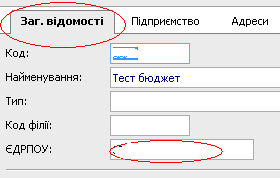 Заг. відомості Підприємство Адреси
Код:
Найменування: Тест бюджет
Тип:
Код філії:
ЄДРПОУ: